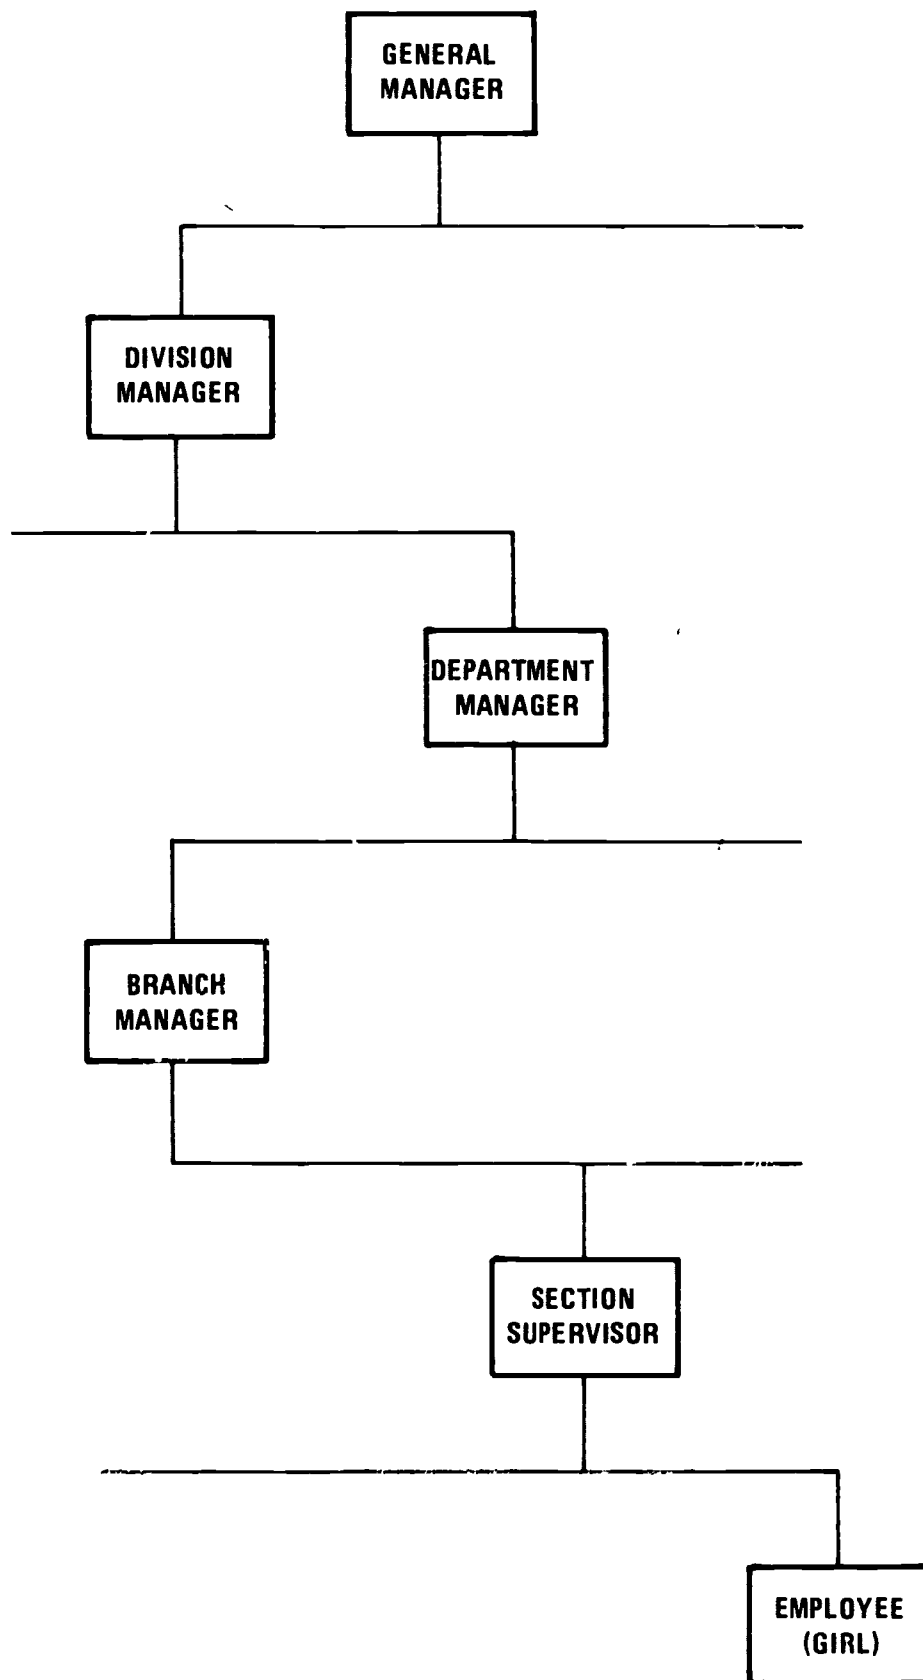 GENERAL
MANAGER
DIVISION
MANAGER
DEPARTMENT
MANAGER
BRANCH
MANAGER
SECTION
SUPERVISOR
EMPLOYEE
(GIRL)